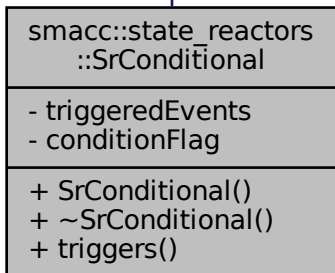 smacc::state_reactors
::SrConditional
- triggeredEvents
- conditionFlag
+ SrConditional()
+ ~SrConditional()
+ triggers()